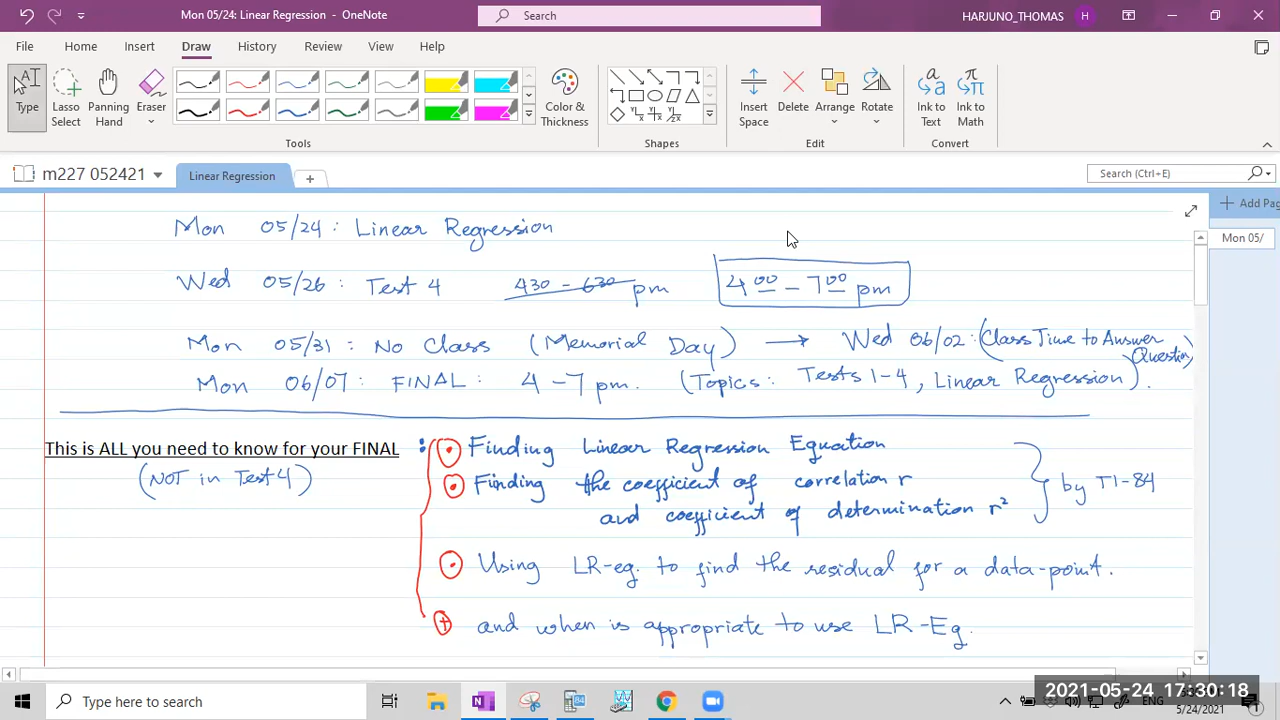 Mon 05/24: Linear Regression - OneNote
Search
HARJUNO_THOMAS
H
File Home Insert Draw History Review View Help
Type
Lasso Select
Panning Hand
Eraser
Color & Thickness
Insert Space
Delete
Arrange
Rotate
Ink to Text
Ink to Math
Tools
Shapes
Edit
Convert
m227 052421
Linear Regression
Search (Ctrl+E)
Add Pag
Mon 05/
Mon 05/24 : Linear Regression
Wed 05/26 : Test 4 430 - 630 pm 4 00 - 7 00 pm
Mon 05/31 : No Class (Memorial Day) → Wed 06/02 : (Class Time to Answer Question)
Mon 06/07 : FINAL : 4 - 7 pm. (Topics : Tests 1-4, Linear Regression).
This is ALL you need to know for your FINAL : Finding Linear Regression Equation
(NOT in Test 4)
Finding the coefficient of correlation r
and coefficient of determination r²
by TI-84
Using LR-eq. to find the residual for a data-point.
and when is appropriate to use LR-Eq.
Type here to search
84
2021-05-24 17:30:18
5/24/2021